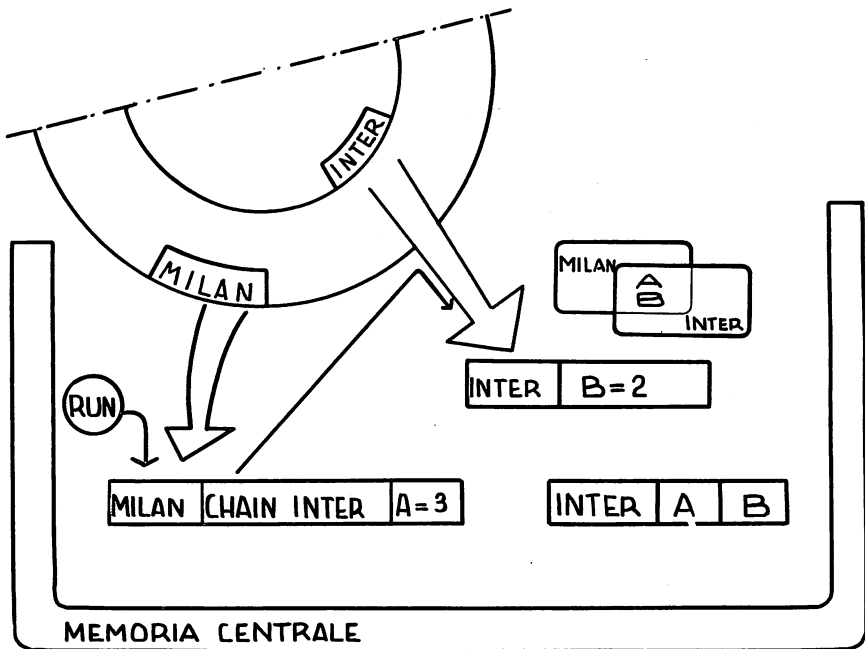 INTER
MILAN
MILAN
A
B
INTER
INTER B=2
RUN
MILAN CHAIN INTER A=3
INTER A B
MEMORIA CENTRALE